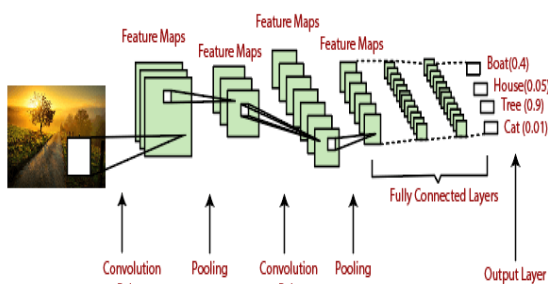 Feature Maps
Feature Maps
Feature Maps
Feature Maps
Boat(0.4)
House(0.05)
Tree (0.9)
Cat (0.01)
Fully Connected Layers
Convolution
Pooling
Convolution
Pooling
Output Layer